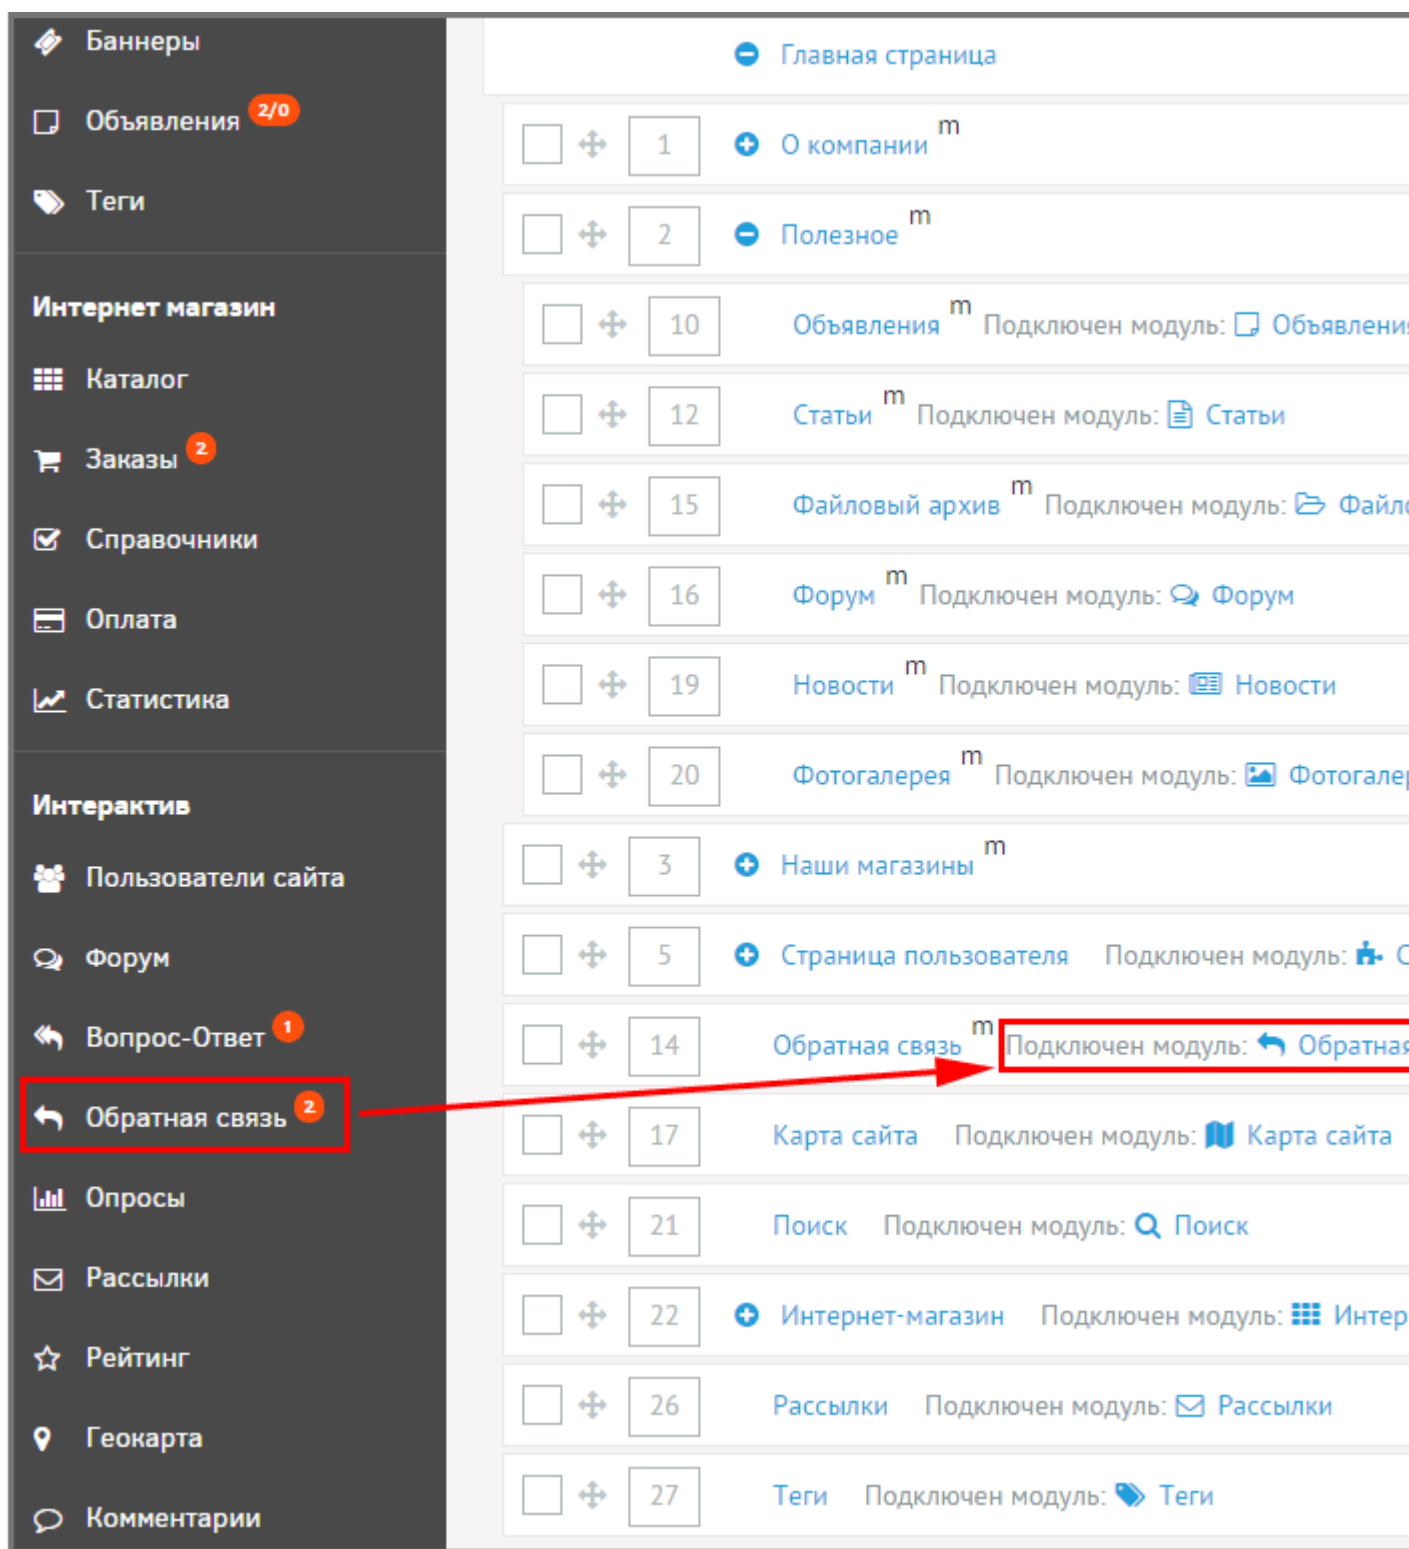 Баннеры
Объявления 2/0
Теги
Интернет магазин
Каталог
Заказы 2
Справочники
Оплата
Статистика
Интерактив
Пользователи сайта
Форум
Вопрос-Ответ 1
Обратная связь 2
Опросы
Рассылки
Рейтинг
Геокарта
Комментарии
Главная страница
1 О компании m
2 Полезное m
10 Объявления m Подключен модуль: Объявления
12 Статьи m Подключен модуль: Статьи
15 Файловый архив m Подключен модуль: Файло
16 Форум m Подключен модуль: Форум
19 Новости m Подключен модуль: Новости
20 Фотогалерея m Подключен модуль: Фотогалер
3 Наши магазины m
5 Страница пользователя Подключен модуль: С
14 Обратная связь m Подключен модуль: Обратная
17 Карта сайта Подключен модуль: Карта сайта
21 Поиск Подключен модуль: Поиск
22 Интернет-магазин Подключен модуль: Интер
26 Рассылки Подключен модуль: Рассылки
27 Теги Подключен модуль: Теги